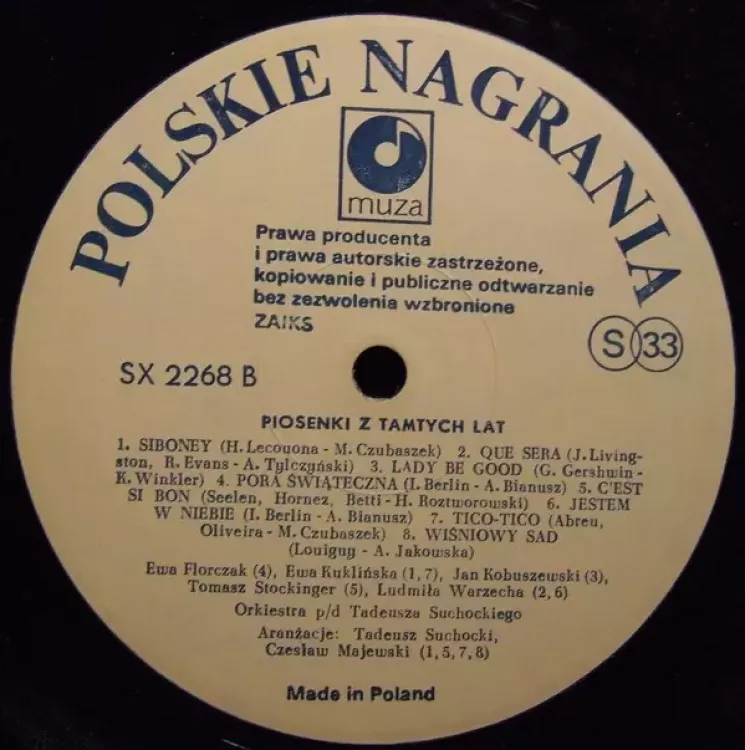 POLSKIE NAGRANIA
muza
Prawa producenta
i prawa autorskie zastrzeżone,
kopiowanie i publiczne odtwarzanie
bez zezwolenia wzbronione
ZAIKS
S 33
SX 2268 B
PIOSENKI Z TAMTYCH LAT
1. SIBONEY (H. Lecouona - M. Czubaszek) 2. QUE SERA (J. Living-
ston, R. Evans - A. Tylczyński) 3. LADY BE GOOD (G. Gershwin -
K. Winkler) 4. PORA ŚWIĄTECZNA (I. Berlin - A. Bianusz) 5. C'EST
SI BON (Seelen, Hornez, Betti - H. Roztworowski) 6. JESTEM
W NIEBIE (I. Berlin - A. Bianusz) 7. TICO-TICO (Abreu,
Oliveira - M. Czubaszek) 8. WIŚNIOWY SAD
(Louiguy - A. Jakowska)
Ewa Florczak (4), Ewa Kuklińska (1, 7), Jan Kobuszewski (3),
Tomasz Stockinger (5), Ludmiła Warzecha (2, 6)
Orkiestra p/d Tadeusza Suchockiego
Aranżacje: Tadeusz Suchocki,
Czesław Majewski (1, 5, 7, 8)
Made in Poland